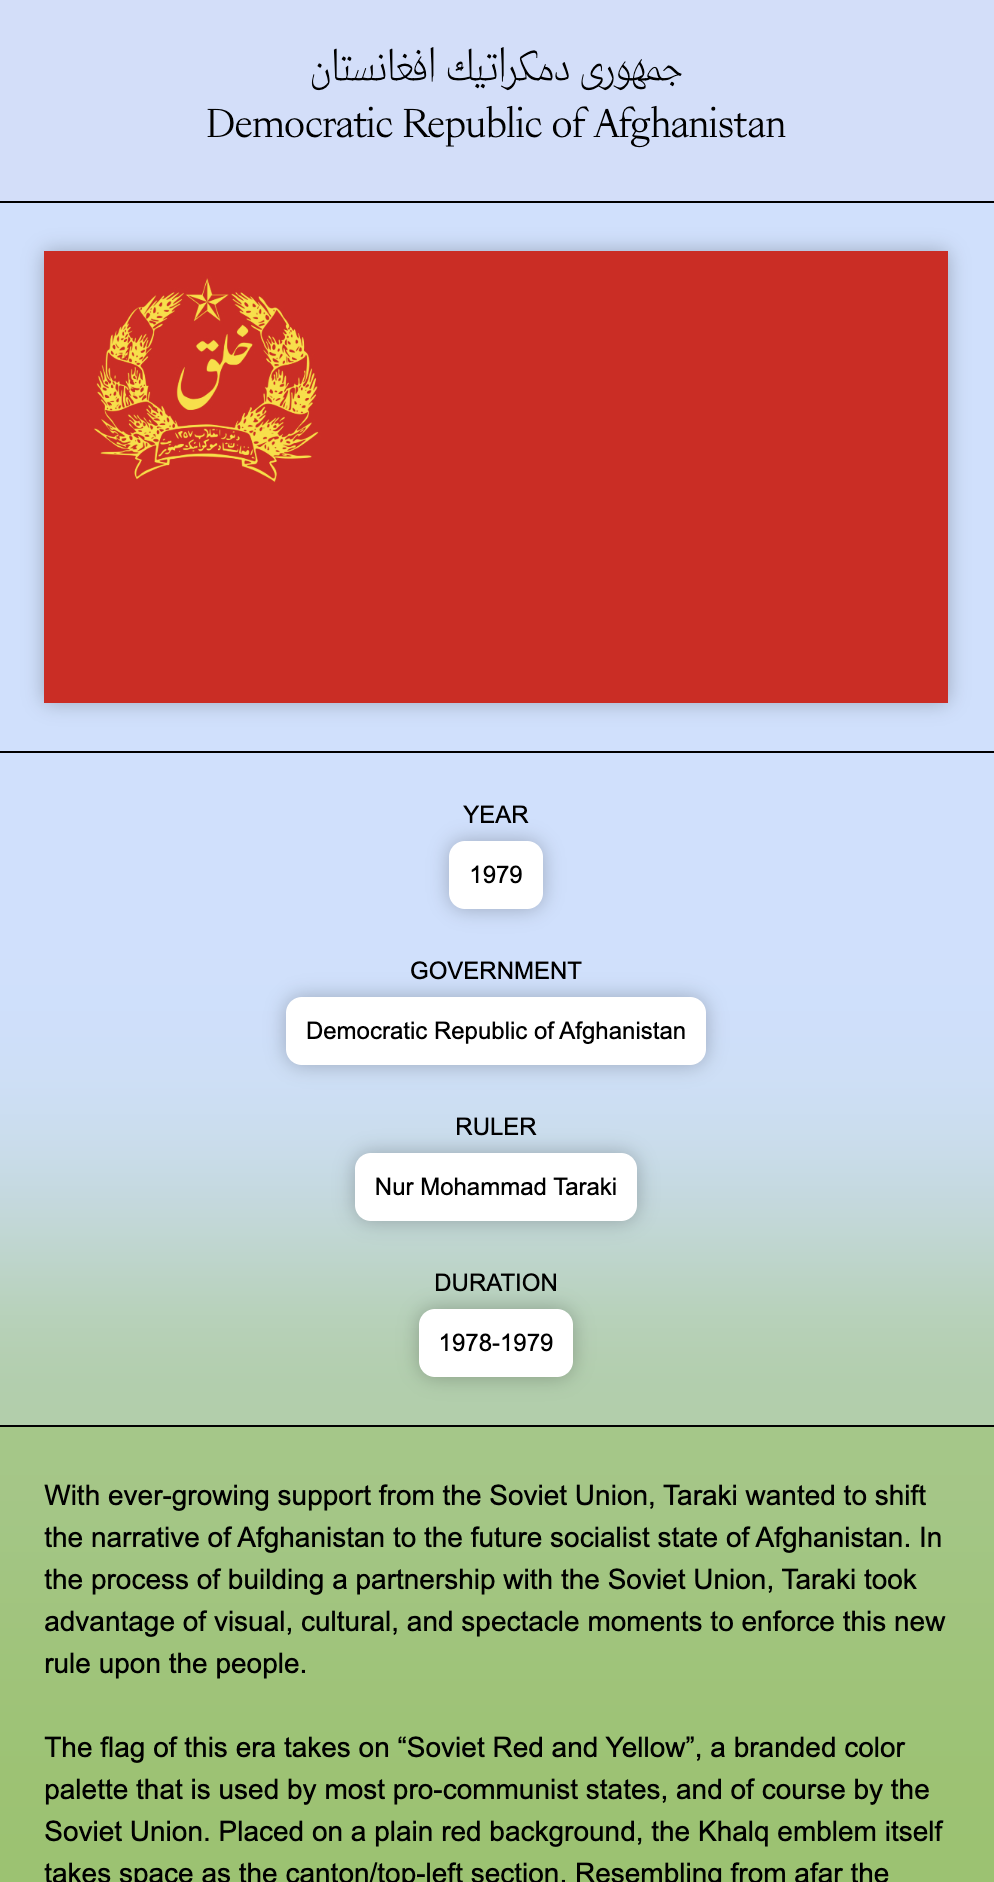 جمهوری دمکراتيك افغانستان
Democratic Republic of Afghanistan
خلق
YEAR
1979
GOVERNMENT
Democratic Republic of Afghanistan
RULER
Nur Mohammad Taraki
DURATION
1978-1979
With ever-growing support from the Soviet Union, Taraki wanted to shift
the narrative of Afghanistan to the future socialist state of Afghanistan. In
the process of building a partnership with the Soviet Union, Taraki took
advantage of visual, cultural, and spectacle moments to enforce this new
rule upon the people.
The flag of this era takes on “Soviet Red and Yellow”, a branded color
palette that is used by most pro-communist states, and of course by the
Soviet Union. Placed on a plain red background, the Khalq emblem itself
takes space as the canton/top-left section. Resembling from afar the